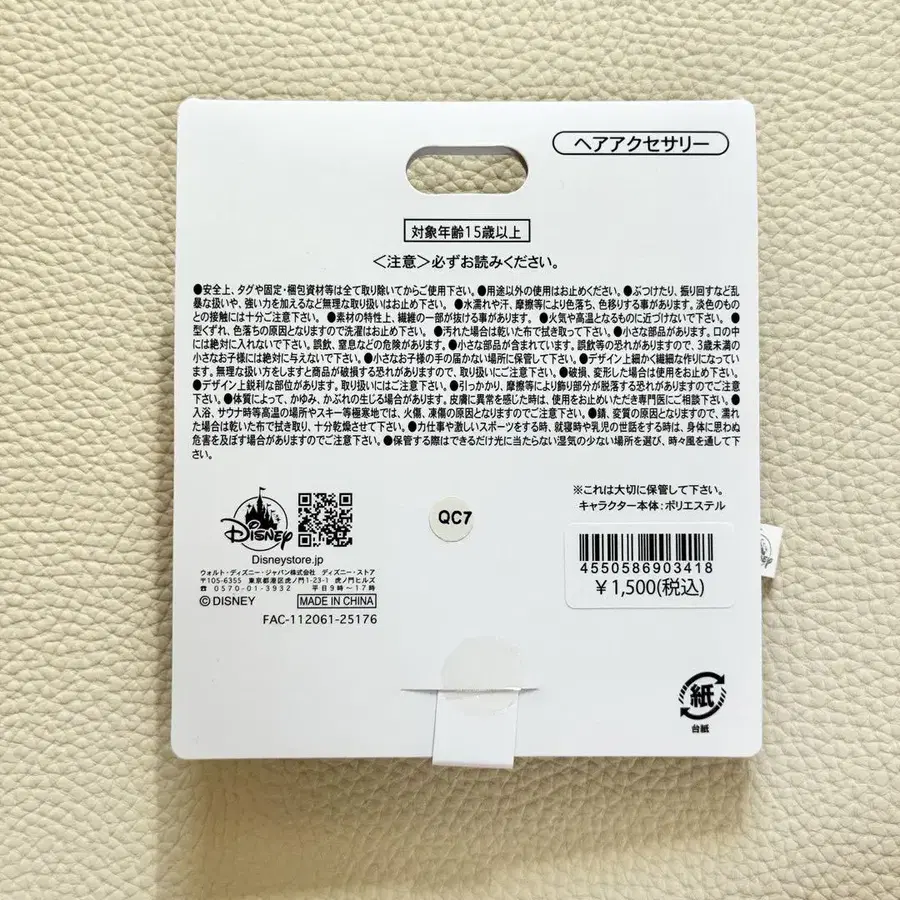 ヘアアクセサリー
対象年齢15歳以上
＜注意＞必ずお読みください。
●安全上、タグや固定・梱包資材等は全て取り除いてからご使用下さい。●用途以外の使用はお止めください。●ぶつけたり、振り回すなど乱
暴な扱いや、強い力を加えるなど無理な取り扱いはお止め下さい。●水濡れや汗、摩擦等により色落ち、色移りする事があります。淡色のもの
との接触には十分ご注意下さい。●素材の特性上、繊維の一部が抜ける事があります。●火気や高温となるものに近づけないで下さい。●
型くずれ、色落ちの原因となりますので洗濯はお止め下さい。●汚れた場合は乾いた布で拭き取って下さい。●小さな部品があります。口の中
には絶対に入れないで下さい。誤飲、窒息などの危険があります。●小さな部品が含まれています。誤飲等の恐れがありますので、3歳未満の
小さなお子様には絶対に与えないで下さい。●小さなお子様の手の届かない場所に保管して下さい。●デザイン上細かく繊細な作りになってい
ます。無理な扱い方をしますと商品が破損する恐れがありますので、取り扱いにご注意下さい。●破損、変形した場合は使用をお止め下さい。
●デザイン上鋭利な部位があります。取り扱いにはご注意下さい。●引っかかり、摩擦等により飾り部分が脱落する恐れがありますのでご注意
下さい。●体質によって、かゆみ、かぶれの生じる場合があります。皮膚に異常を感じた時は、使用をお止めいただき専門医にご相談下さい。●
入浴、サウナ時等高温の場所やスキー等極寒地では、火傷、凍傷の原因となりますのでご注意下さい。●錆、変質の原因となりますので、濡れ
た場合は乾いた布で拭き取り、十分乾燥させて下さい。●力仕事や激しいスポーツをする時、就寝時や乳児の世話をする時は、身体に思わぬ
危害を及ぼす場合がありますのでご注意下さい。●保管する際はできるだけ光に当たらない湿気の少ない場所を選び、時々風を通して下
さい。
※これは大切に保管して下さい。
キャラクター本体：ポリエステル
Disney
QC7
Disneystore.jp
4550586903418
￥1,500(税込)
ウォルト・ディズニー・ジャパン株式会社 ディズニー・ストア
〒105-6355 東京都港区虎ノ門1-23-1 虎ノ門ヒルズ
☎0570-01-3932 平日9時〜17時
©DISNEY MADE IN CHINA
FAC-112061-25176
紙
台紙